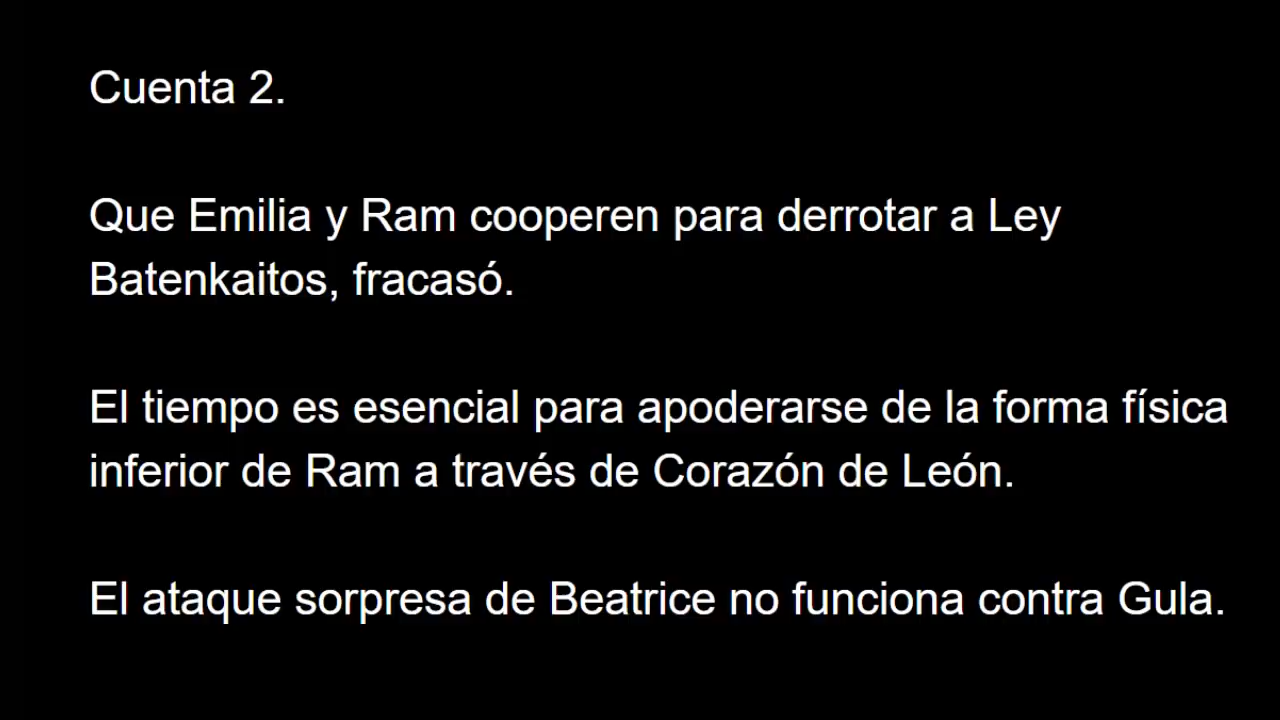 Cuenta 2.
Que Emilia y Ram cooperen para derrotar a Ley
Batenkaitos, fracasó.
El tiempo es esencial para apoderarse de la forma física
inferior de Ram a través de Corazón de León.
El ataque sorpresa de Beatrice no funciona contra Gula.